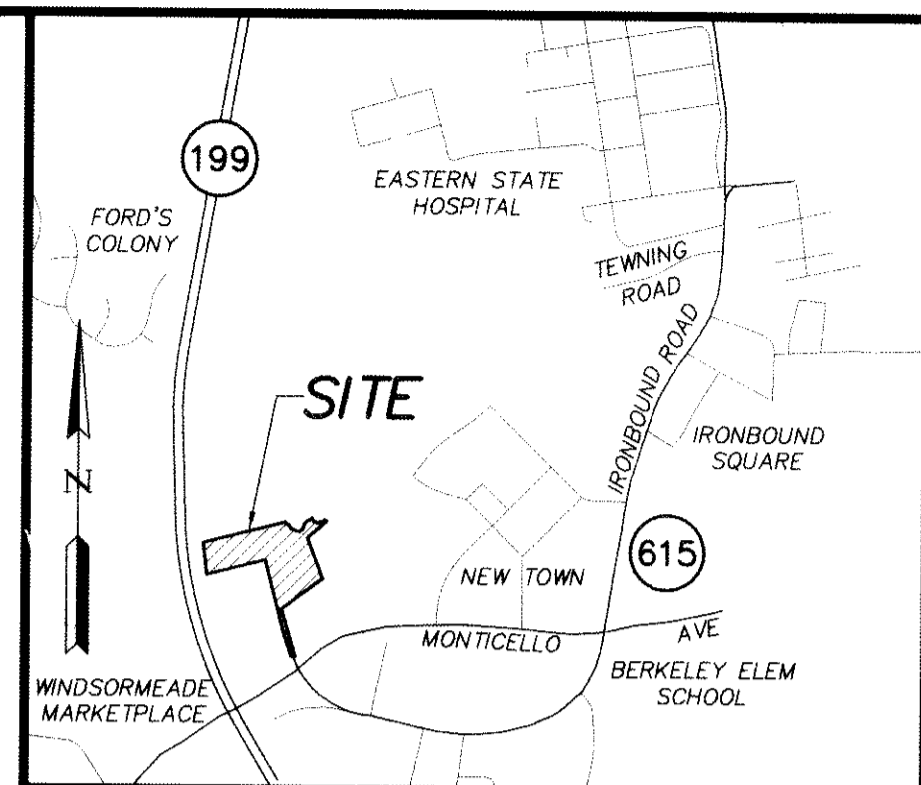 199
EASTERN STATE
HOSPITAL
FORD'S
COLONY
TEWNING
ROAD
IRONBOUND ROAD
SITE
IRONBOUND
SQUARE
N
615
NEW TOWN
MONTICELLO AVE
BERKELEY ELEM
SCHOOL
WINDSORMEADE
MARKETPLACE